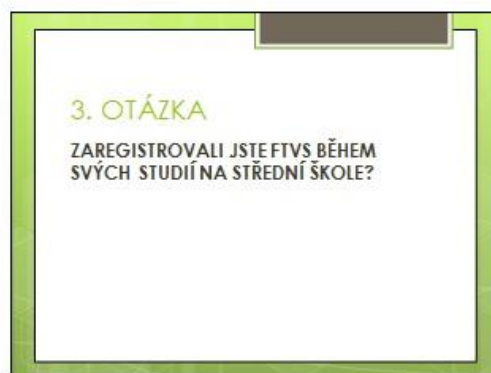 3. OTÁZKA
ZAREGISTROVALI JSTE FTVS BĚHEM
SVÝCH STUDIÍ NA STŘEDNÍ ŠKOLE?